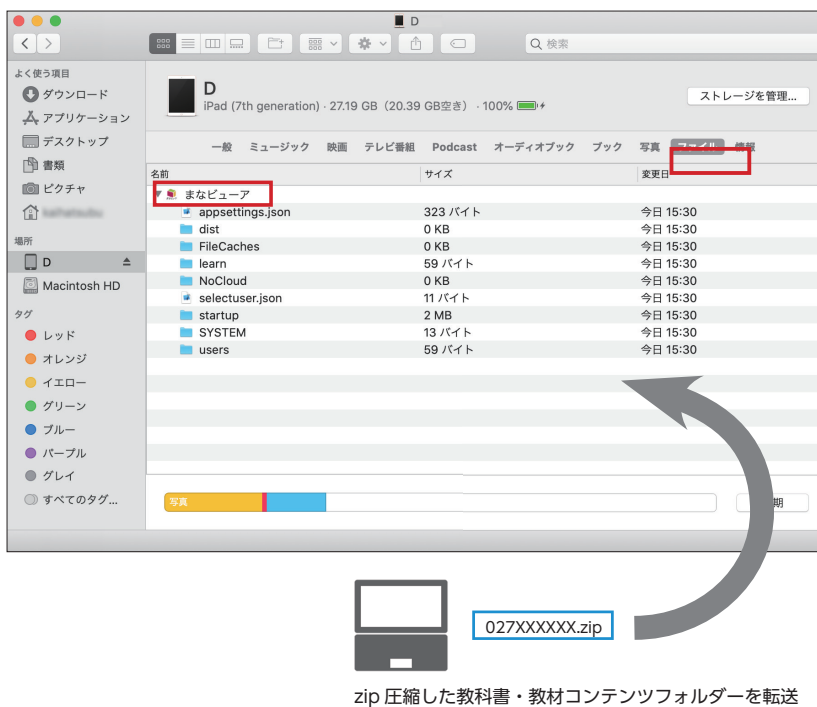 D
検索
よく使う項目
ダウンロード
アプリケーション
デスクトップ
書類
ピクチャ
場所
D
Macintosh HD
タグ
レッド
オレンジ
イエロー
グリーン
ブルー
パープル
グレイ
すべてのタグ...
D
iPad (7th generation) · 27.19 GB（20.39 GB空き） · 100%
ストレージを管理...
一般 ミュージック 映画 テレビ番組 Podcast オーディオブック ブック 写真 ファイル 情報
名前 サイズ 変更日
まなビューア
appsettings.json 323 バイト 今日 15:30
dist 0 KB 今日 15:30
FileCaches 0 KB 今日 15:30
learn 59 バイト 今日 15:30
NoCloud 0 KB 今日 15:30
selectuser.json 11 バイト 今日 15:30
startup 2 MB 今日 15:30
SYSTEM 13 バイト 今日 15:30
users 59 バイト 今日 15:30
写真
期
027XXXXXX.zip
zip 圧縮した教科書・教材コンテンツフォルダーを転送